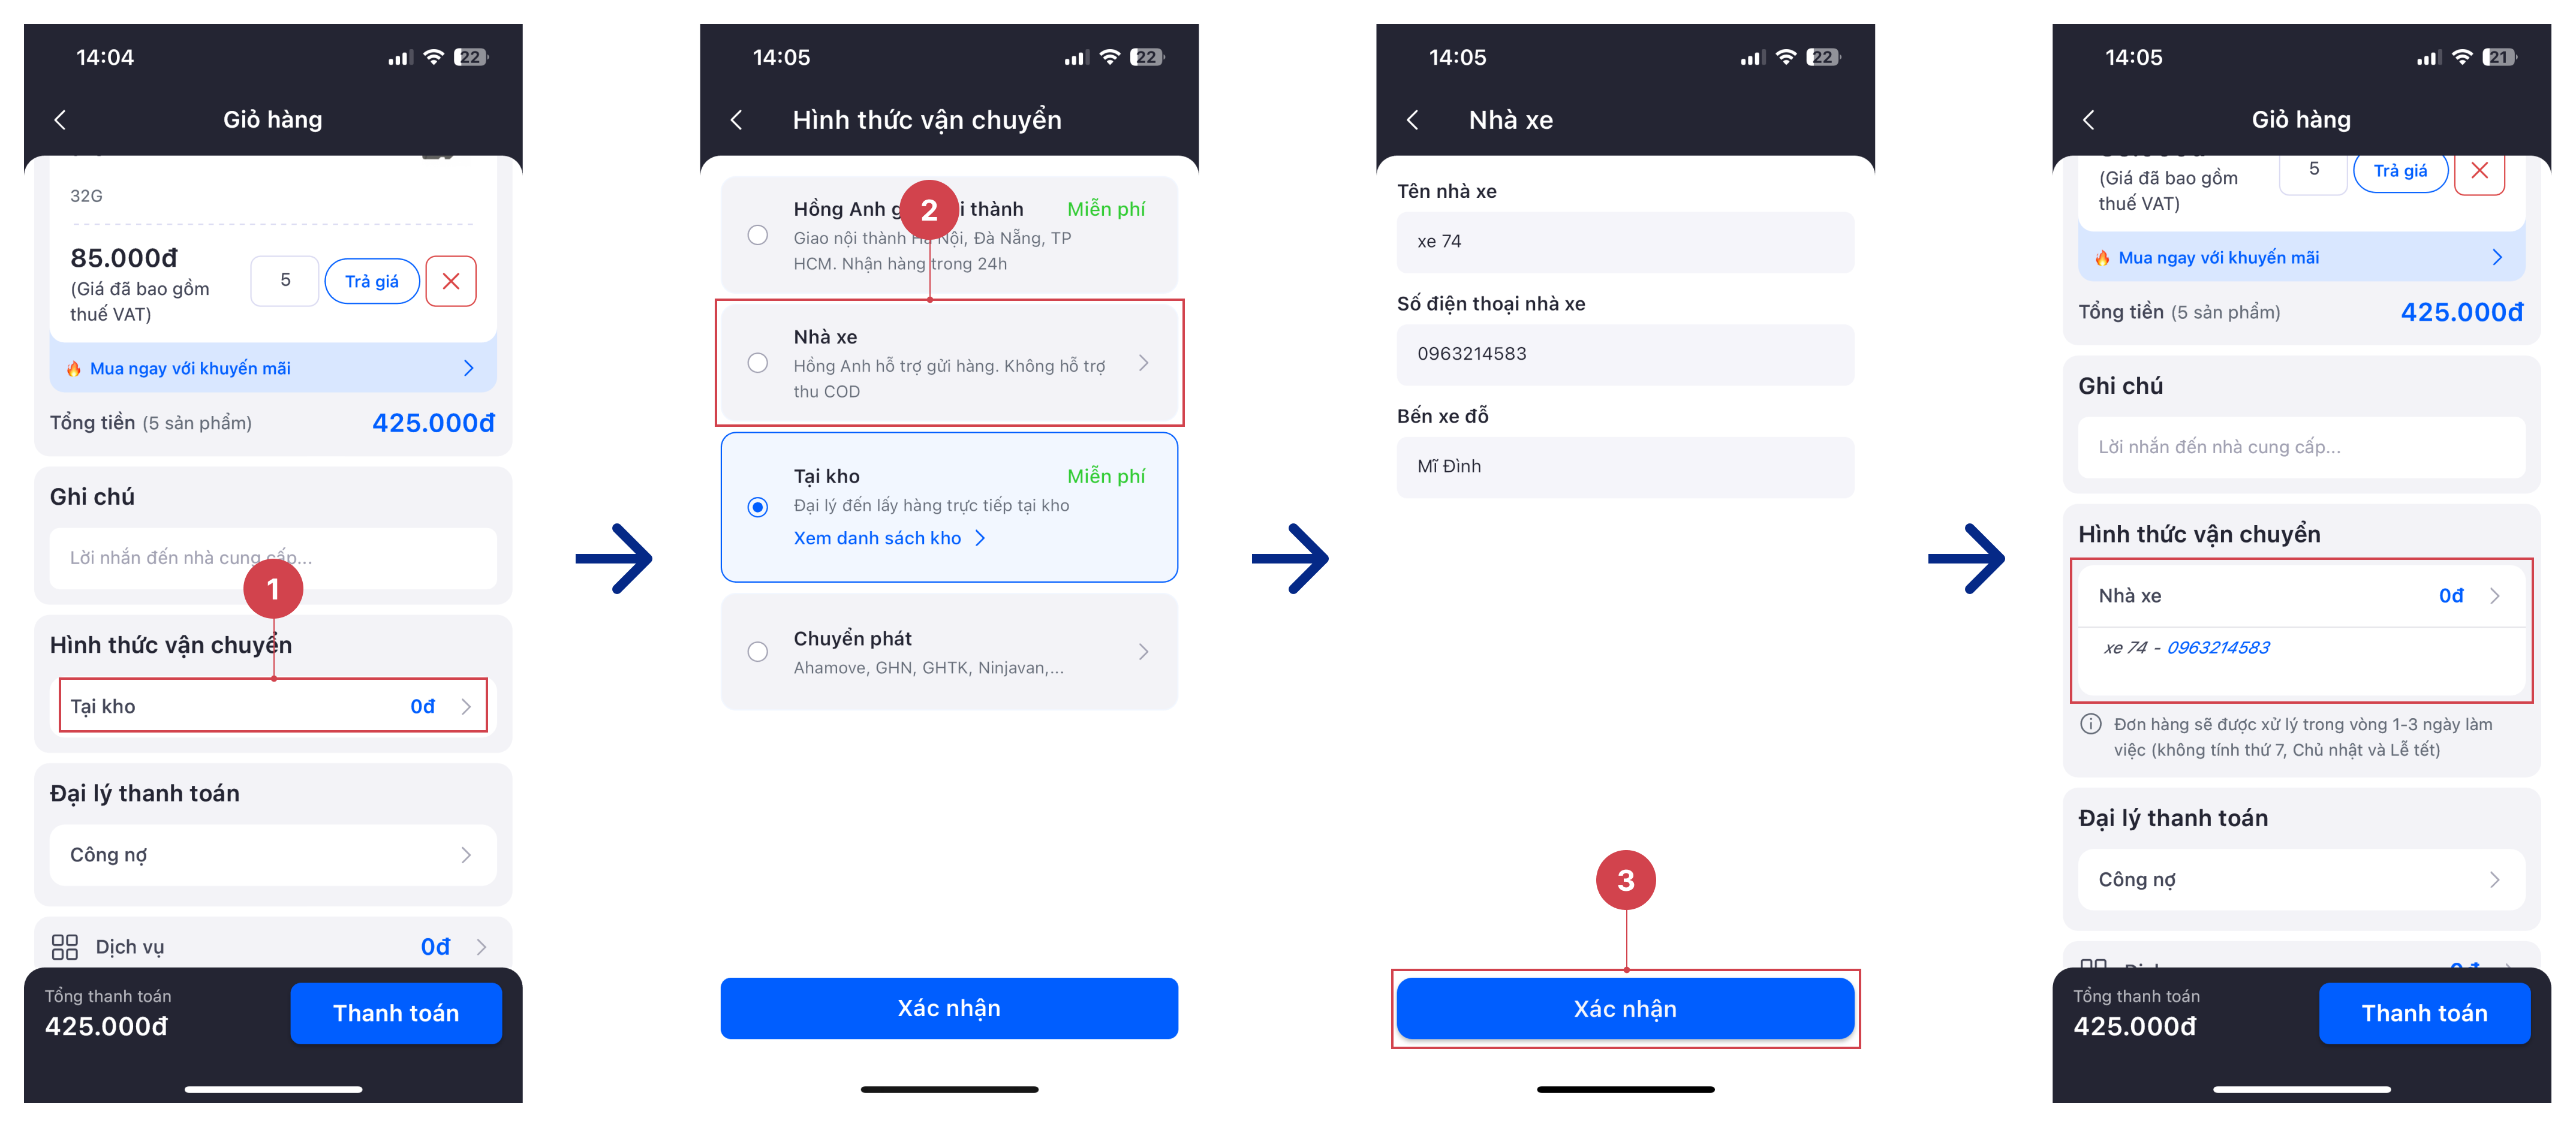 14:04
22
Giỏ hàng
32G
85.000đ
(Giá đã bao gồm
thuế VAT)
5
Trả giá
Mua ngay với khuyến mãi
Tổng tiền (5 sản phẩm)
425.000đ
Ghi chú
Lời nhắn đến nhà cung cấp...
1
Hình thức vận chuyển
Tại kho
0đ
Đại lý thanh toán
Công nợ
Dịch vụ
0đ
Tổng thanh toán
425.000đ
Thanh toán
14:05
22
Hình thức vận chuyển
2
Hồng Anh g i thành
Miễn phí
Giao nội thành Hà Nội, Đà Nẵng, TP
HCM. Nhận hàng trong 24h
Nhà xe
Hồng Anh hỗ trợ gửi hàng. Không hỗ trợ
thu COD
Tại kho
Miễn phí
Đại lý đến lấy hàng trực tiếp tại kho
Xem danh sách kho
Chuyển phát
Ahamove, GHN, GHTK, Ninjavan,...
Xác nhận
14:05
22
Nhà xe
Tên nhà xe
xe 74
Số điện thoại nhà xe
0963214583
Bến xe đỗ
Mĩ Đình
3
Xác nhận
14:05
21
Giỏ hàng
(Giá đã bao gồm
thuế VAT)
5
Trả giá
Mua ngay với khuyến mãi
Tổng tiền (5 sản phẩm)
425.000đ
Ghi chú
Lời nhắn đến nhà cung cấp...
Hình thức vận chuyển
Nhà xe
0đ
xe 74 - 0963214583
Đơn hàng sẽ được xử lý trong vòng 1-3 ngày làm
việc (không tính thứ 7, Chủ nhật và Lễ tết)
Đại lý thanh toán
Công nợ
Tổng thanh toán
425.000đ
Thanh toán